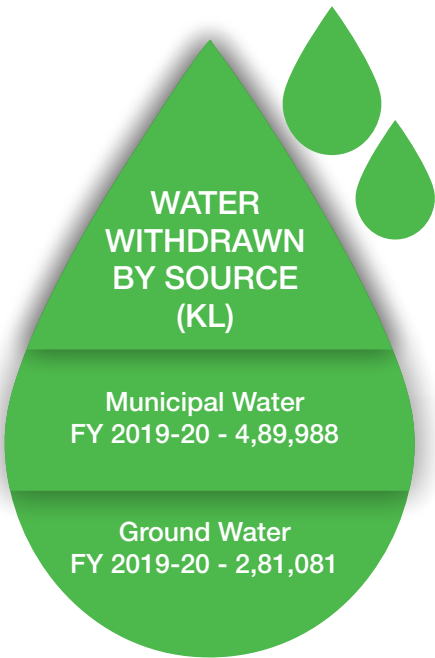 WATER
WITHDRAWN
BY SOURCE
(KL)
Municipal Water
FY 2019-20 - 4,89,988
Ground Water
FY 2019-20 - 2,81,081